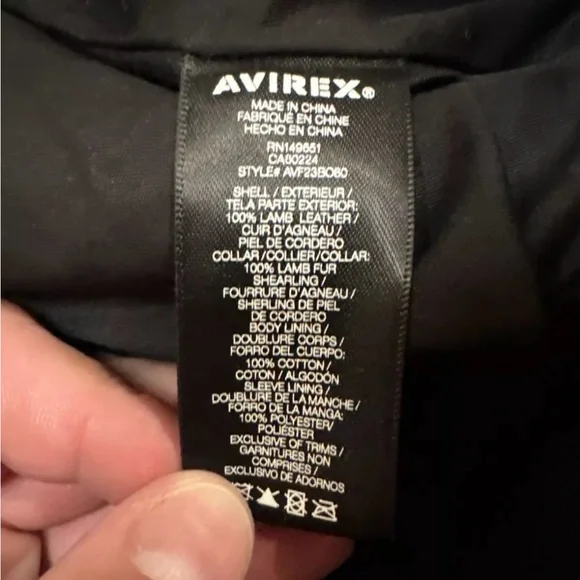 AVIREX®
MADE IN CHINA
FABRIQUÉ EN CHINE
HECHO EN CHINA
RN149651
CA60224
STYLE# AVF23BO60
SHELL / EXTERIEUR /
TELA PARTE EXTERIOR:
100% LAMB LEATHER /
CUIR D'AGNEAU /
PIEL DE CORDERO
COLLAR/COLLIER/COLLAR:
100% LAMB FUR
SHEARLING /
FOURRURE D'AGNEAU /
SHERLING DE PIEL
DE CORDERO
BODY LINING /
DOUBLURE CORPS /
FORRO DEL CUERPO:
100% COTTON /
COTON / ALGODÓN
SLEEVE LINING /
DOUBLURE DE LA MANCHE /
FORRO DE LA MANGA:
100% POLYESTER/
POLIÉSTER
EXCLUSIVE OF TRIMS /
GARNITURES NON
COMPRISES /
EXCLUSIVO DE ADORNOS